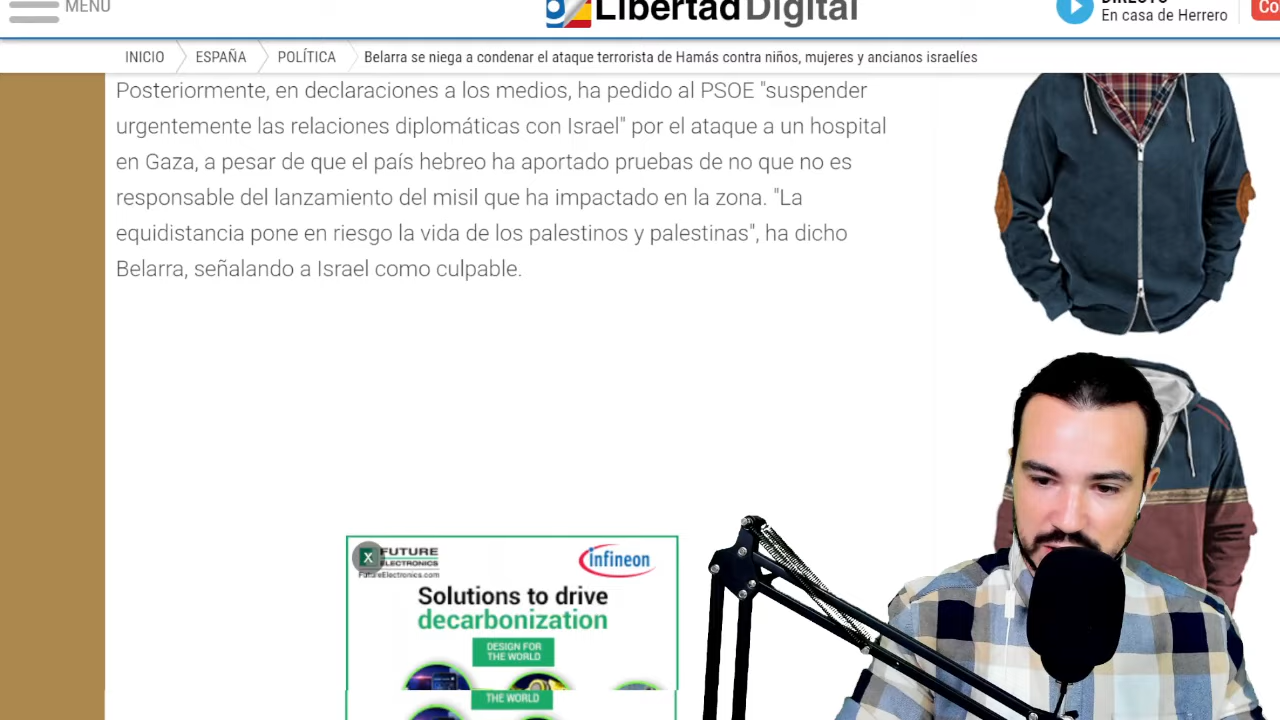 MENÚ
Libertad Digital
DIRECTO
En casa de Herrero
Co
INICIO
ESPAÑA
POLÍTICA
Belarra se niega a condenar el ataque terrorista de Hamás contra niños, mujeres y ancianos israelíes
Posteriormente, en declaraciones a los medios, ha pedido al PSOE "suspender
urgentemente las relaciones diplomáticas con Israel" por el ataque a un hospital
en Gaza, a pesar de que el país hebreo ha aportado pruebas de no que no es
responsable del lanzamiento del misil que ha impactado en la zona. "La
equidistancia pone en riesgo la vida de los palestinos y palestinas", ha dicho
Belarra, señalando a Israel como culpable.
X
FUTURE
ELECTRONICS
FutureElectronics.com
infineon
Solutions to drive
decarbonization
DESIGN FOR
THE WORLD
THE WORLD